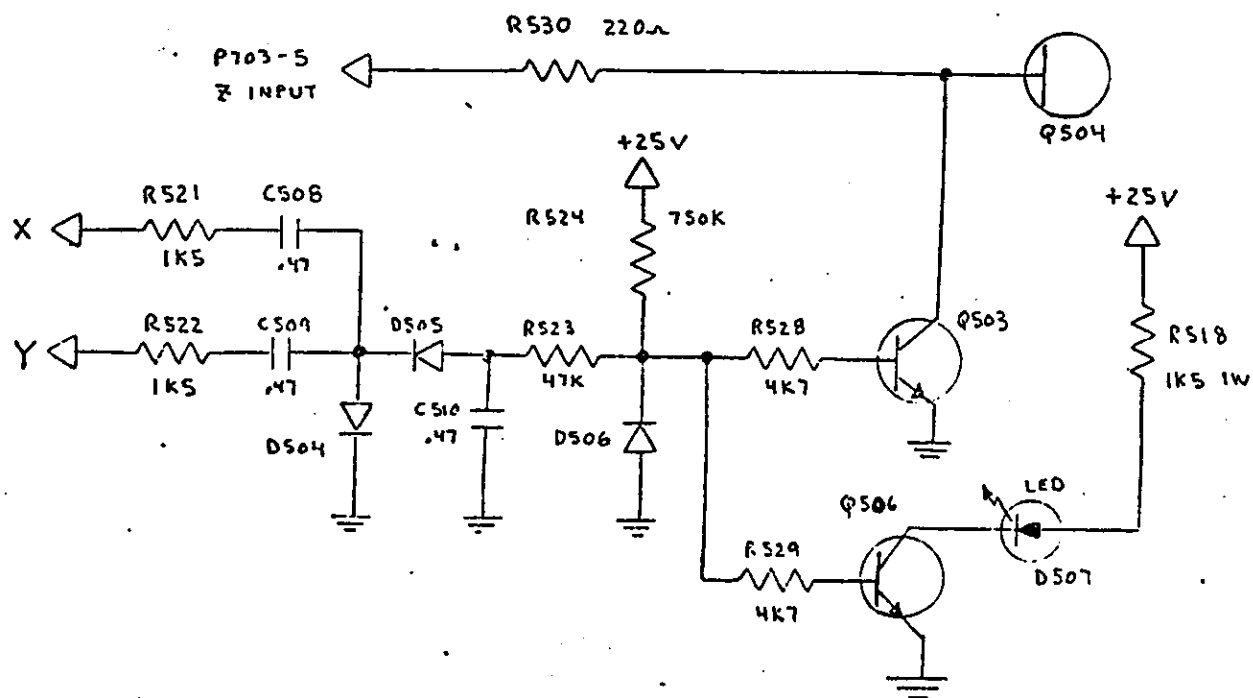 R530 220Ω
P703-5
Z INPUT
Q504
+25V
+25V
R521
C508
R524
750K
X
1K5
.47
R522
C509
D505
R523
R528
Q503
R518
1K5 1W
Y
1K5
.47
47K
4K7
D504
C510
.47
D506
Q506
LED
R529
D507
4K7